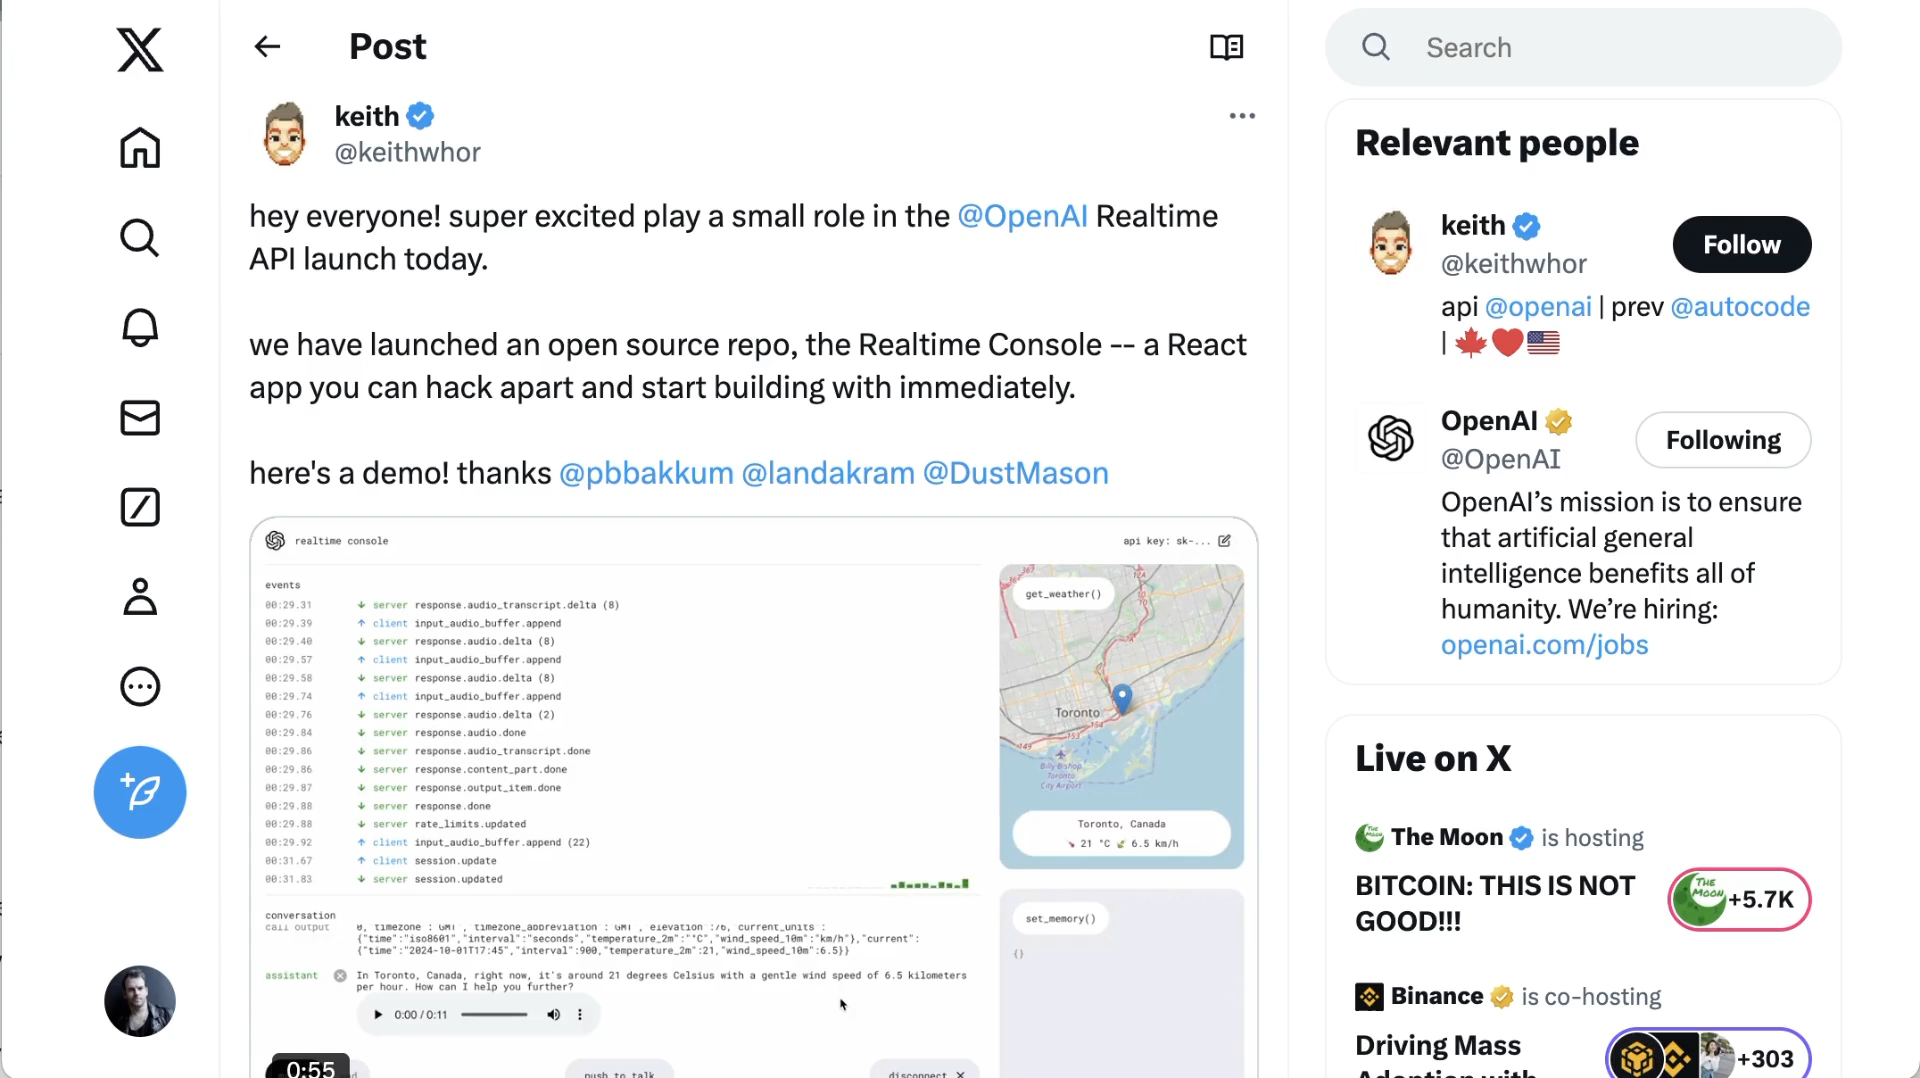 Post
keith
@keithwhor
hey everyone! super excited play a small role in the @OpenAI Realtime
API launch today.
we have launched an open source repo, the Realtime Console -- a React
app you can hack apart and start building with immediately.
here's a demo! thanks @pbbakkum @landakram @DustMason
realtime console
api key: sk-...
events
00:29.31 ↓ server response.audio_transcript.delta (8)
00:29.39 ↑ client input_audio_buffer.append
00:29.40 ↓ server response.audio.delta (8)
00:29.57 ↑ client input_audio_buffer.append
00:29.58 ↓ server response.audio.delta (8)
00:29.74 ↑ client input_audio_buffer.append
00:29.76 ↓ server response.audio.delta (2)
00:29.84 ↓ server response.audio.done
00:29.86 ↓ server response.audio_transcript.done
00:29.86 ↓ server response.content_part.done
00:29.87 ↓ server response.output_item.done
00:29.88 ↓ server response.done
00:29.88 ↓ server rate_limits.updated
00:29.92 ↑ client input_audio_buffer.append (22)
00:31.67 ↑ client session.update
00:31.83 ↓ server session.updated
conversation
call output
{"time":"iso8601","interval":"seconds","temperature_2m":"°C","wind_speed_10m":"km/h"},"current":
{"time":"2024-10-01T17:45","interval":900,"temperature_2m":21,"wind_speed_10m":6.5}}
assistant
In Toronto, Canada, right now, it's around 21 degrees Celsius with a gentle wind speed of 6.5 kilometers
per hour. How can I help you further?
0:00 / 0:11
0:55
push to talk
disconnect
get_weather()
Toronto
Billy Bishop
Toronto
City Airport
Toronto, Canada
21 °C 6.5 km/h
set_memory()
{}
Search
Relevant people
keith
@keithwhor
Follow
api @openai | prev @autocode
|
OpenAI
@OpenAI
Following
OpenAI’s mission is to ensure
that artificial general
intelligence benefits all of
humanity. We’re hiring:
openai.com/jobs
Live on X
The Moon is hosting
BITCOIN: THIS IS NOT
GOOD!!!
THE
MOON
+5.7K
Binance is co-hosting
Driving Mass
Adoption with
+303